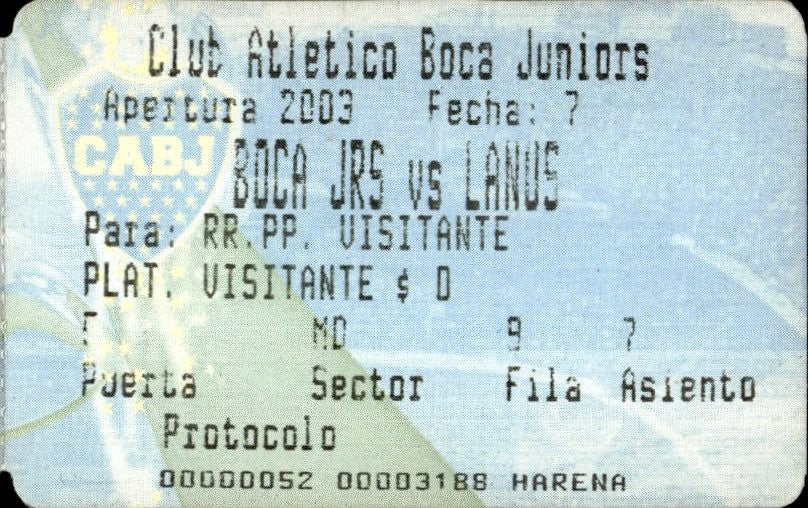 Club Atletico Boca Juniors
Apertura 2003 Fecha: 7
CABJ
BOCA JRS vs LANUS
Para: RR.PP. VISITANTE
PLAT. VISITANTE $ 0
MD 9 7
Puerta Sector Fila Asiento
Protocolo
00000052 00003188 HARENA